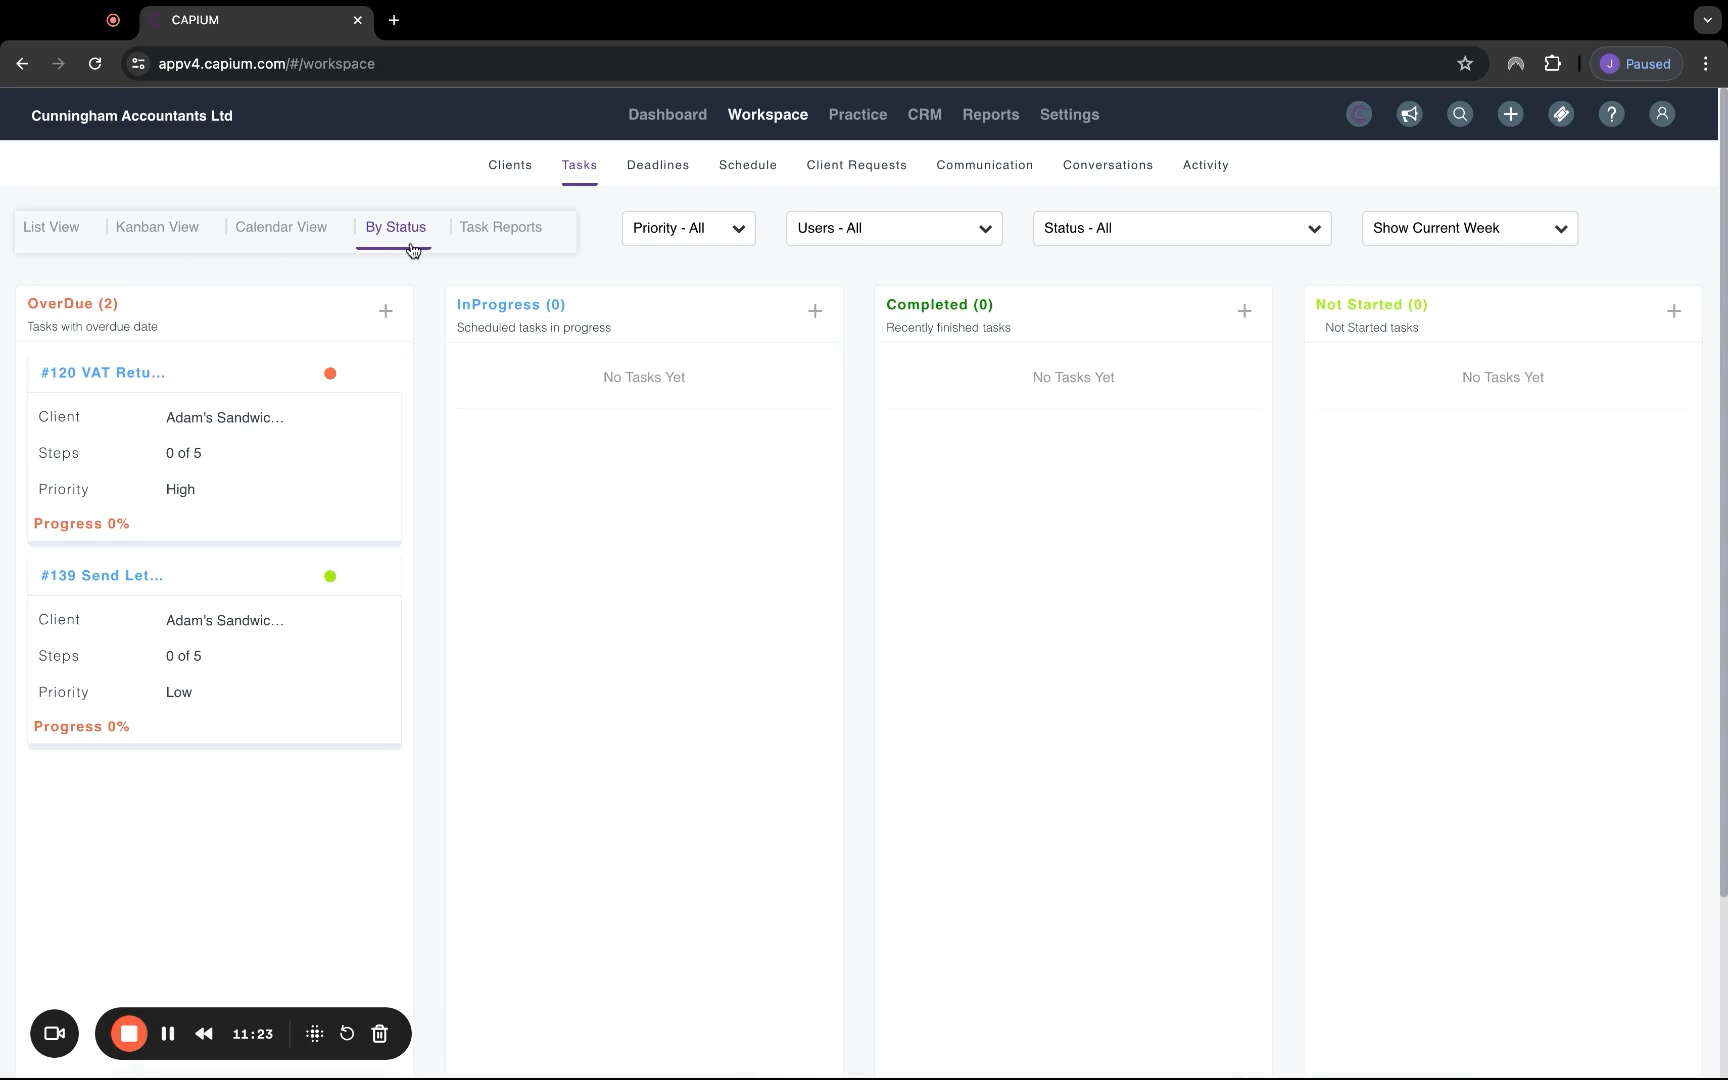 CAPIUM
appv4.capium.com/#/workspace
J Paused
Cunningham Accountants Ltd
Dashboard Workspace Practice CRM Reports Settings
Clients Tasks Deadlines Schedule Client Requests Communication Conversations Activity
List View Kanban View Calendar View By Status Task Reports
Priority - All Users - All Status - All Show Current Week
OverDue (2)
Tasks with overdue date
InProgress (0)
Scheduled tasks in progress
Completed (0)
Recently finished tasks
Not Started (0)
Not Started tasks
#120 VAT Retu...
Client Adam's Sandwic...
Steps 0 of 5
Priority High
Progress 0%
#139 Send Let...
Client Adam's Sandwic...
Steps 0 of 5
Priority Low
Progress 0%
No Tasks Yet
No Tasks Yet
No Tasks Yet
11:23